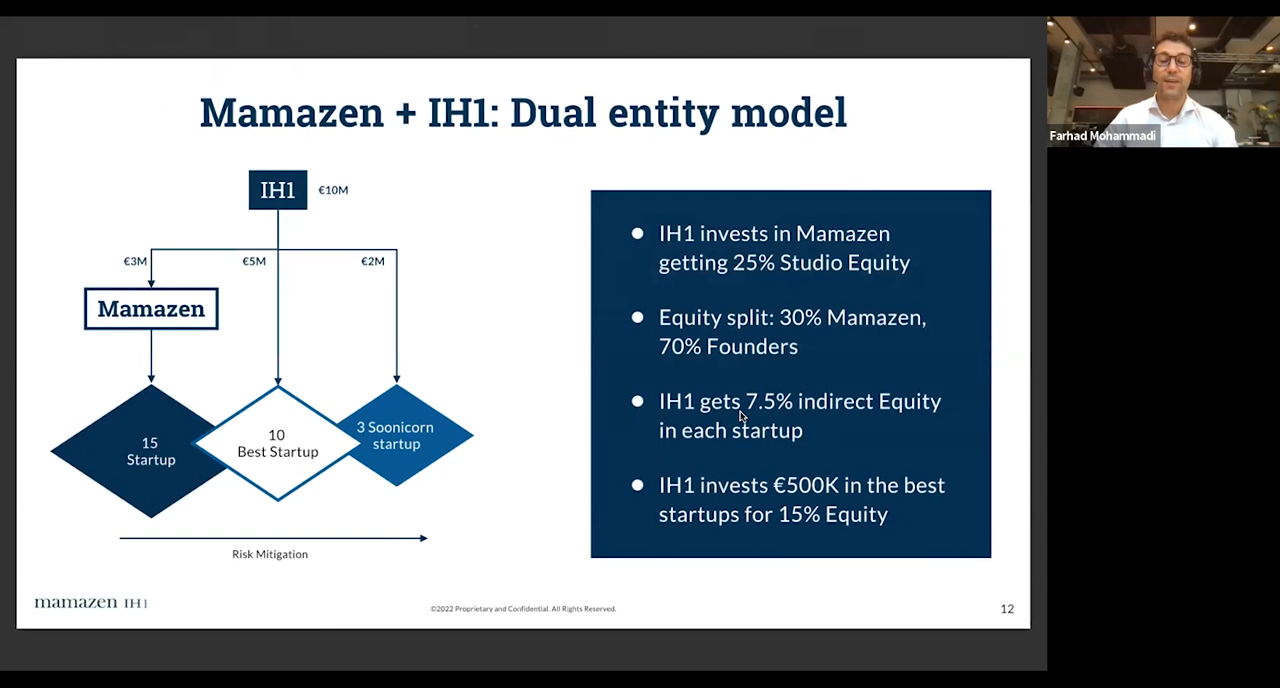 Mamazen + IH1: Dual entity model
IH1
€10M
€3M
€5M
€2M
Mamazen
15
Startup
10
Best Startup
3 Soonicorn
startup
Risk Mitigation
● IH1 invests in Mamazen
getting 25% Studio Equity
● Equity split: 30% Mamazen,
70% Founders
● IH1 gets 7.5% indirect Equity
in each startup
● IH1 invests €500K in the best
startups for 15% Equity
mamazen IH1
©2022 Proprietary and Confidential. All Rights Reserved.
12
Farhad Mohammadi